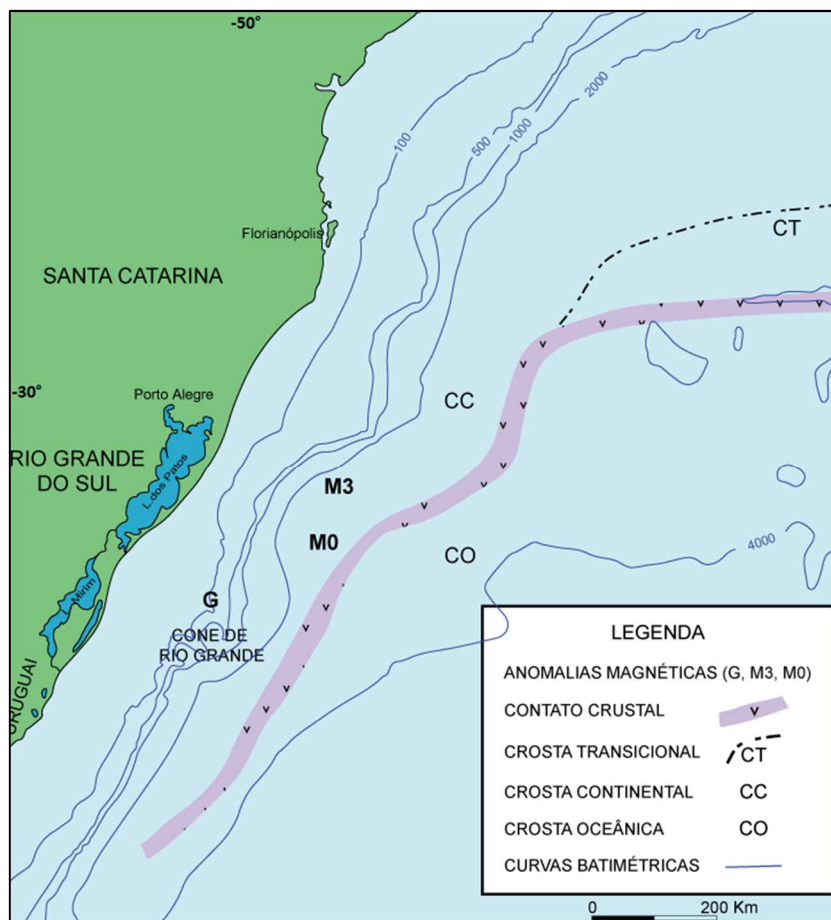 -50°
100
500
1000
2000
Florianópolis
CT
SANTA CATARINA
-30°
Porto Alegre
CC
RIO GRANDE
DO SUL
L.dos Patos
M3
M0
CO
4000
Mirim
G
CONE DE
RIO GRANDE
URUGUAI
LEGENDA
ANOMALIAS MAGNÉTICAS (G, M3, M0)
CONTATO CRUSTAL
CROSTA TRANSICIONAL CT
CROSTA CONTINENTAL CC
CROSTA OCEÂNICA CO
CURVAS BATIMÉTRICAS
0 200 Km